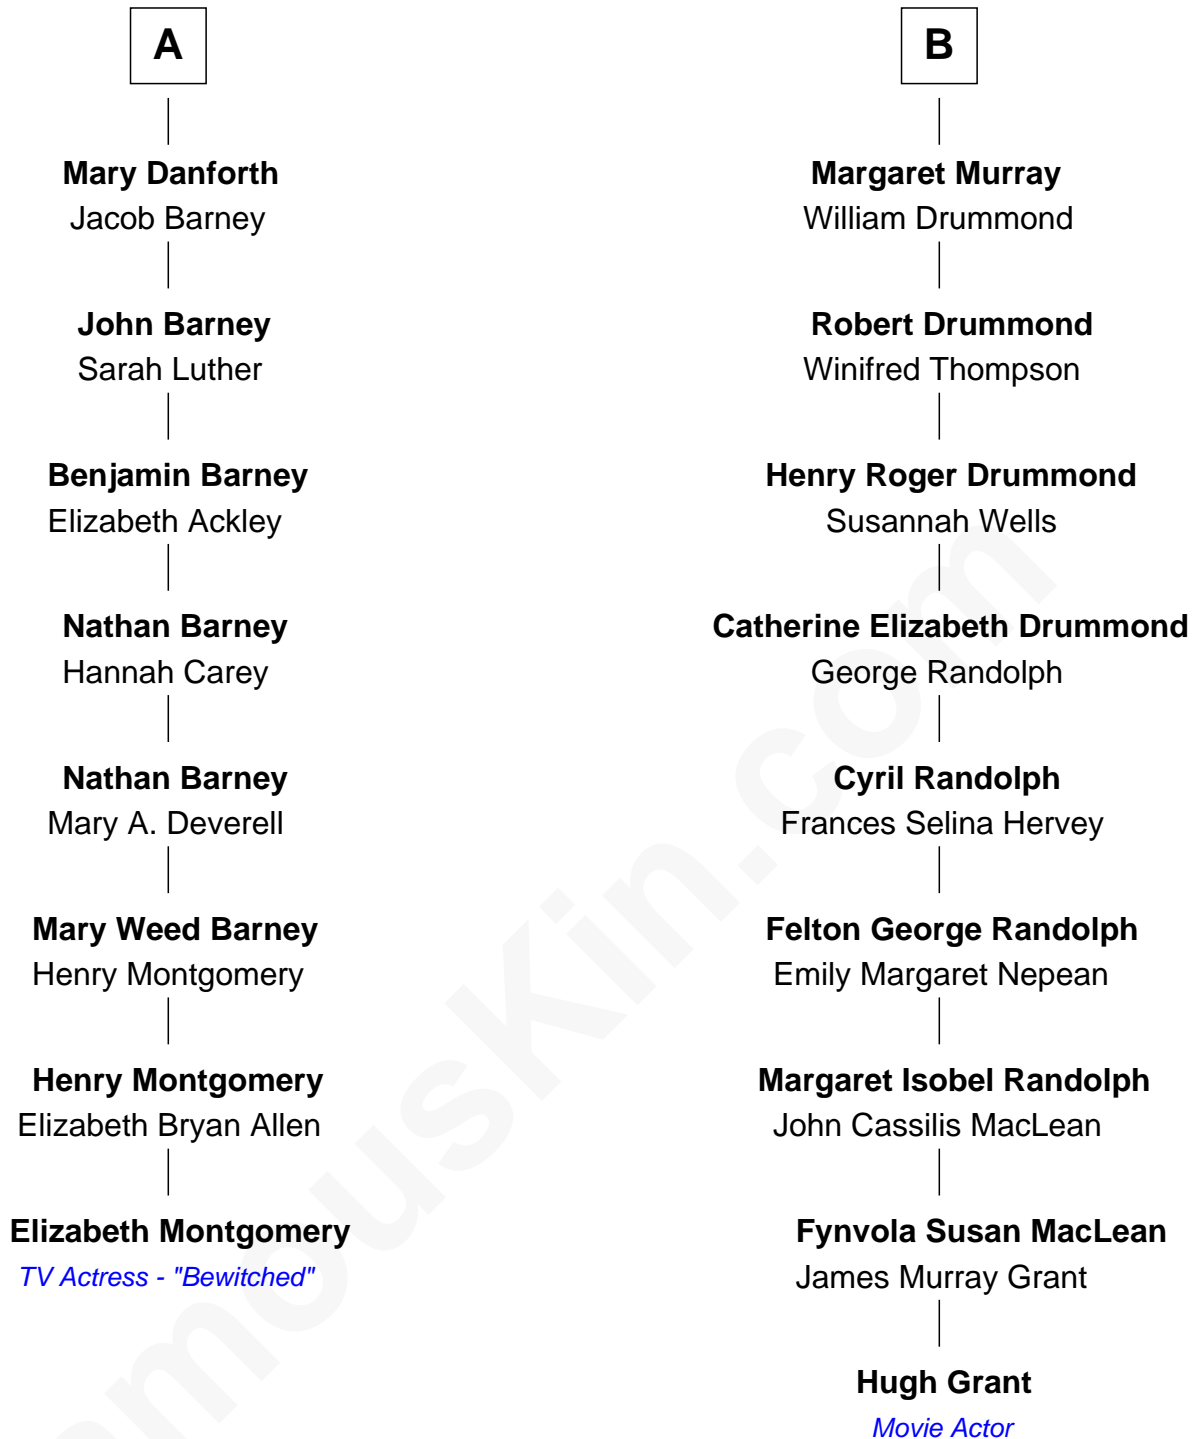 A
Mary Danforth
Jacob Barney
John Barney
Sarah Luther
Benjamin Barney
Elizabeth Ackley
Nathan Barney
Hannah Carey
Nathan Barney
Mary A. Deverell
Mary Weed Barney
Henry Montgomery
Henry Montgomery
Elizabeth Bryan Allen
Elizabeth Montgomery
TV Actress - "Bewitched"
B
Margaret Murray
William Drummond
Robert Drummond
Winifred Thompson
Henry Roger Drummond
Susannah Wells
Catherine Elizabeth Drummond
George Randolph
Cyril Randolph
Frances Selina Hervey
Felton George Randolph
Emily Margaret Nepean
Margaret Isobel Randolph
John Cassilis MacLean
Fynvola Susan MacLean
James Murray Grant
Hugh Grant
Movie Actor
mousKin.com